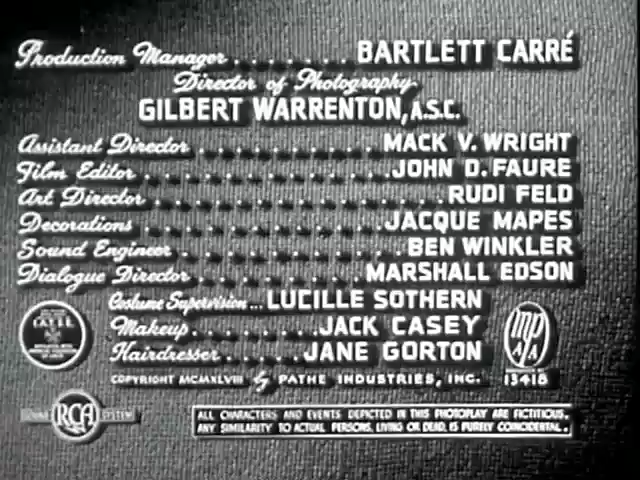 Production Manager . . . . . . . BARTLETT CARRÉ
Director of Photography
GILBERT WARRENTON, A.S.C.
Assistant Director . . . . . . . . . MACK V. WRIGHT
Film Editor . . . . . . . . . . . . JOHN D. FAURE
Art Director . . . . . . . . . . . . . . RUDI FELD
Decorations . . . . . . . . . . . . JACQUE MAPES
Sound Engineer . . . . . . . . . . . BEN WINKLER
Dialogue Director . . . . . . . . MARSHALL EDSON
Costume Supervision ... LUCILLE SOTHERN
Makeup . . . . . . . . JACK CASEY
Hairdresser . . . . . JANE GORTON
I.A.T.S.E.
MPAA
13418
COPYRIGHT MCMXLVIII by PATHE INDUSTRIES, INC.
SOUND RCA SYSTEM
ALL CHARACTERS AND EVENTS DEPICTED IN THIS PHOTOPLAY ARE FICTITIOUS.
ANY SIMILARITY TO ACTUAL PERSONS, LIVING OR DEAD, IS PURELY COINCIDENTAL.